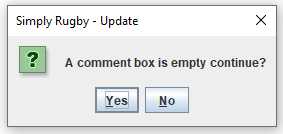 Simply Rugby - Update
A comment box is empty continue?
Yes No